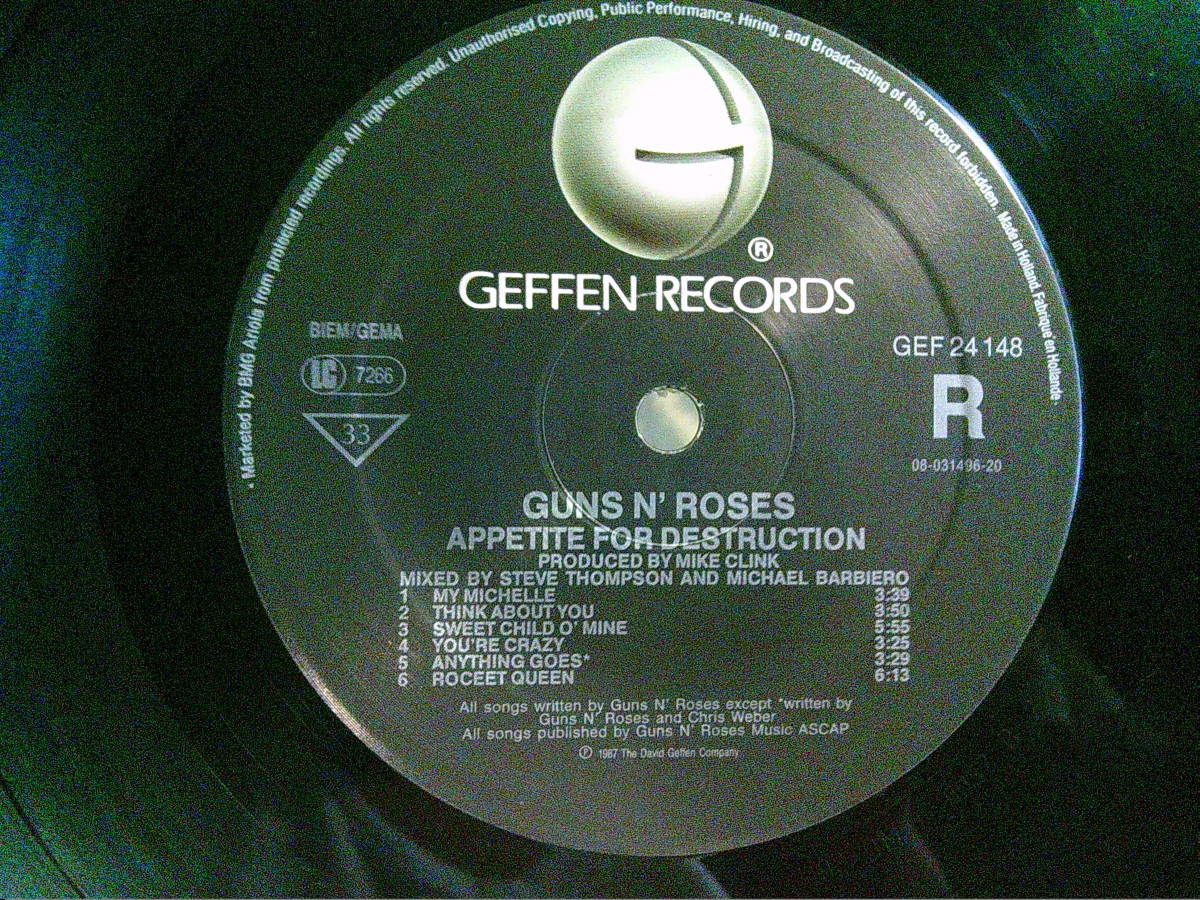 • Marketed by BMG Ariola from protected recordings. All rights reserved. Unauthorised Copying, Public Performance, Hiring, and Broadcasting of this record forbidden. Made in Holland. Fabriqué en Hollande •
®
GEFFEN RECORDS
BIEM/GEMA
LC 7266
33
GEF 24148
R
08-031496-20
GUNS N' ROSES
APPETITE FOR DESTRUCTION
PRODUCED BY MIKE CLINK
MIXED BY STEVE THOMPSON AND MICHAEL BARBIERO
1 MY MICHELLE 3:39
2 THINK ABOUT YOU 3:50
3 SWEET CHILD O' MINE 5:55
4 YOU'RE CRAZY 3:25
5 ANYTHING GOES* 3:29
6 ROCEET QUEEN 6:13
All songs written by Guns N' Roses except *written by
Guns N' Roses and Chris Weber
All songs published by Guns N' Roses Music ASCAP
℗ 1987 The David Geffen Company